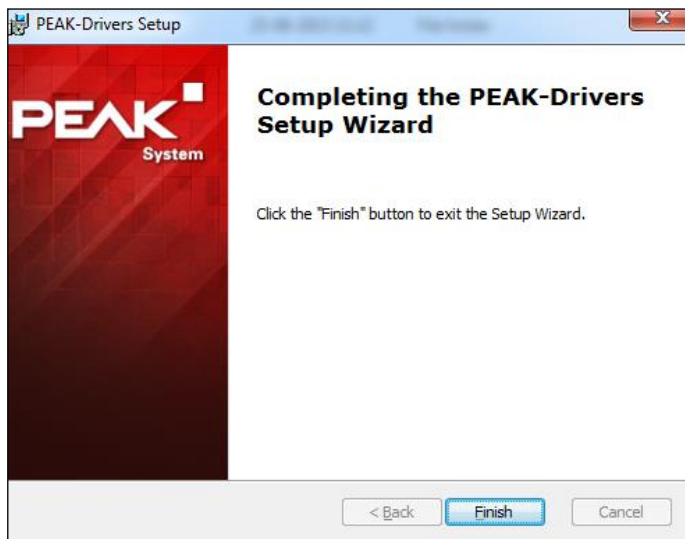 PEAK-Drivers Setup
PEAK
System
Completing the PEAK-Drivers
Setup Wizard
Click the "Finish" button to exit the Setup Wizard.
< Back
Finish
Cancel